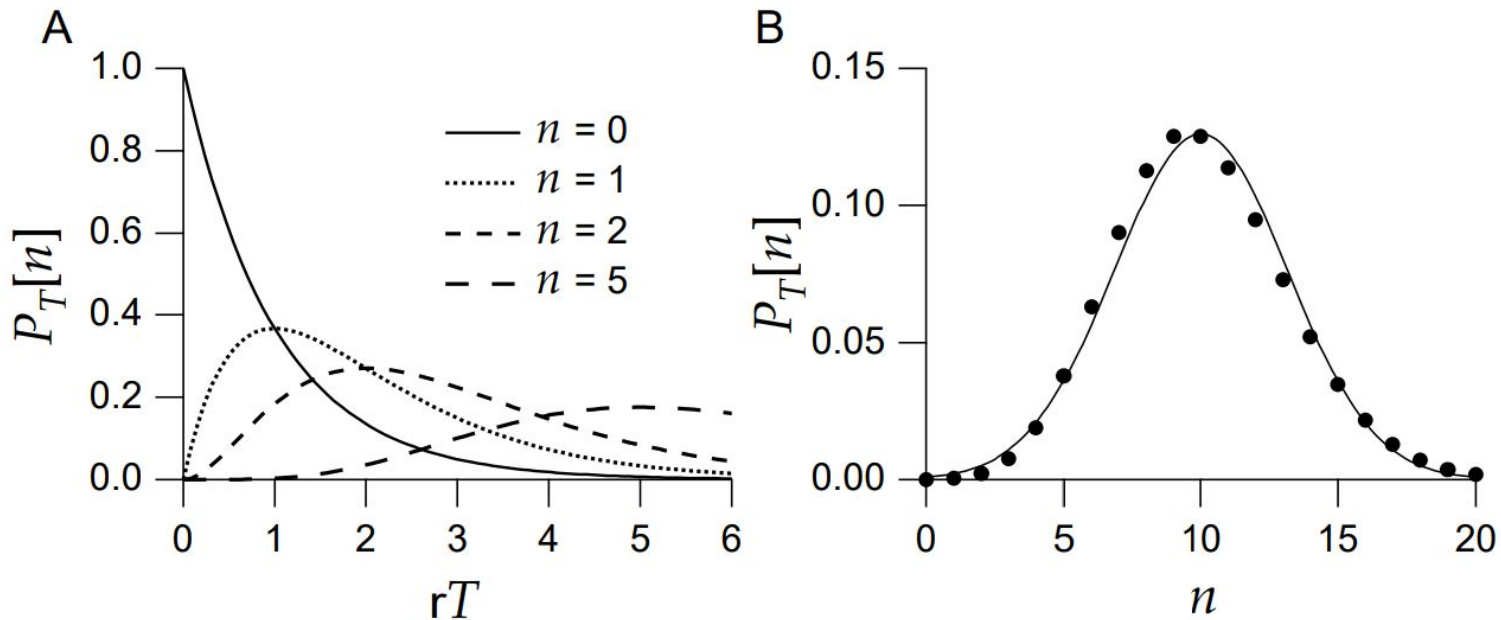 A
1.0
0.8
0.6
0.4
0.2
0.0
P_T[n]
0 1 2 3 4 5 6
rT
n = 0
n = 1
n = 2
n = 5
B
0.15
0.10
0.05
0.00
P_T[n]
0 5 10 15 20
n